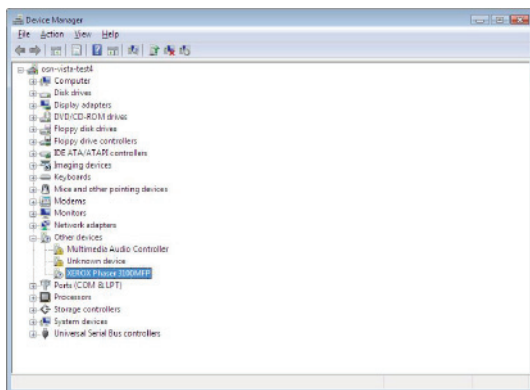 Device Manager
File Action View Help
osn-vista-test4
Computer
Disk drives
Display adapters
DVD/CD-ROM drives
Floppy disk drives
Floppy drive controllers
IDE ATA/ATAPI controllers
Imaging devices
Keyboards
Mice and other pointing devices
Modems
Monitors
Network adapters
Other devices
Multimedia Audio Controller
Unknown device
XEROX Phaser 3100MFP
Ports (COM & LPT)
Processors
Storage controllers
System devices
Universal Serial Bus controllers